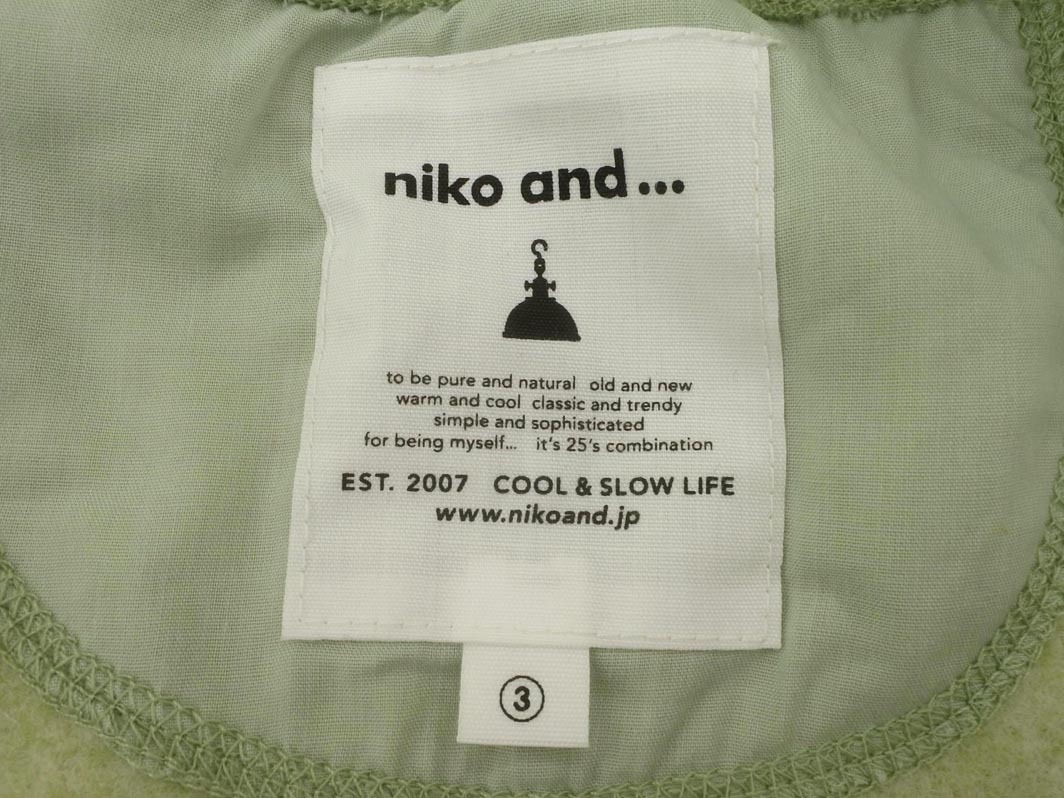 niko and...
to be pure and natural old and new
warm and cool classic and trendy
simple and sophisticated
for being myself... it's 25's combination
EST. 2007 COOL & SLOW LIFE
www.nikoand.jp
③